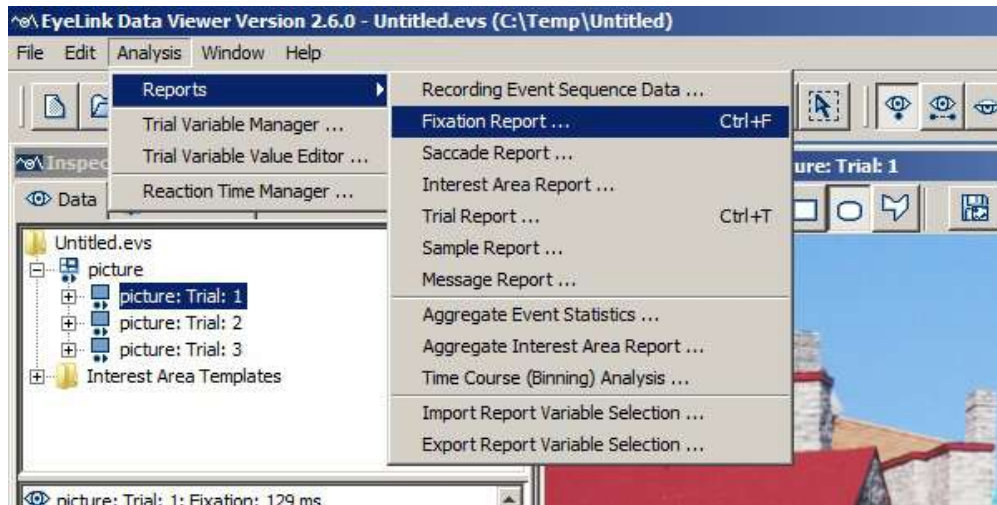 EyeLink Data Viewer Version 2.6.0 - Untitled.evs (C:\Temp\Untitled)
File Edit Analysis Window Help
Reports
Trial Variable Manager ...
Trial Variable Value Editor ...
Reaction Time Manager ...
Recording Event Sequence Data ...
Fixation Report ... Ctrl+F
Saccade Report ...
Interest Area Report ...
Trial Report ... Ctrl+T
Sample Report ...
Message Report ...
Aggregate Event Statistics ...
Aggregate Interest Area Report ...
Time Course (Binning) Analysis ...
Import Report Variable Selection ...
Export Report Variable Selection ...
Inspec
ure: Trial: 1
Data
Untitled.evs
picture
picture: Trial: 1
picture: Trial: 2
picture: Trial: 3
Interest Area Templates
picture: Trial: 1: Fixation: 129 ms